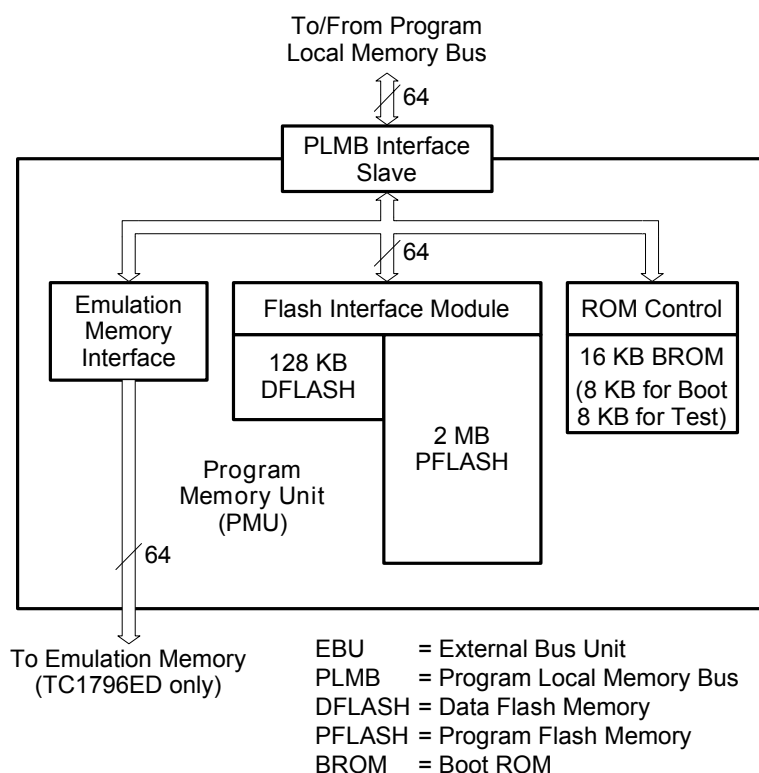 To/From Program
Local Memory Bus
64
PLMB Interface
Slave
64
Emulation
Memory
Interface
Flash Interface Module
ROM Control
128 KB
DFLASH
16 KB BROM
(8 KB for Boot
8 KB for Test)
2 MB
PFLASH
Program
Memory Unit
(PMU)
64
To Emulation Memory
(TC1796ED only)
EBU = External Bus Unit
PLMB = Program Local Memory Bus
DFLASH = Data Flash Memory
PFLASH = Program Flash Memory
BROM = Boot ROM